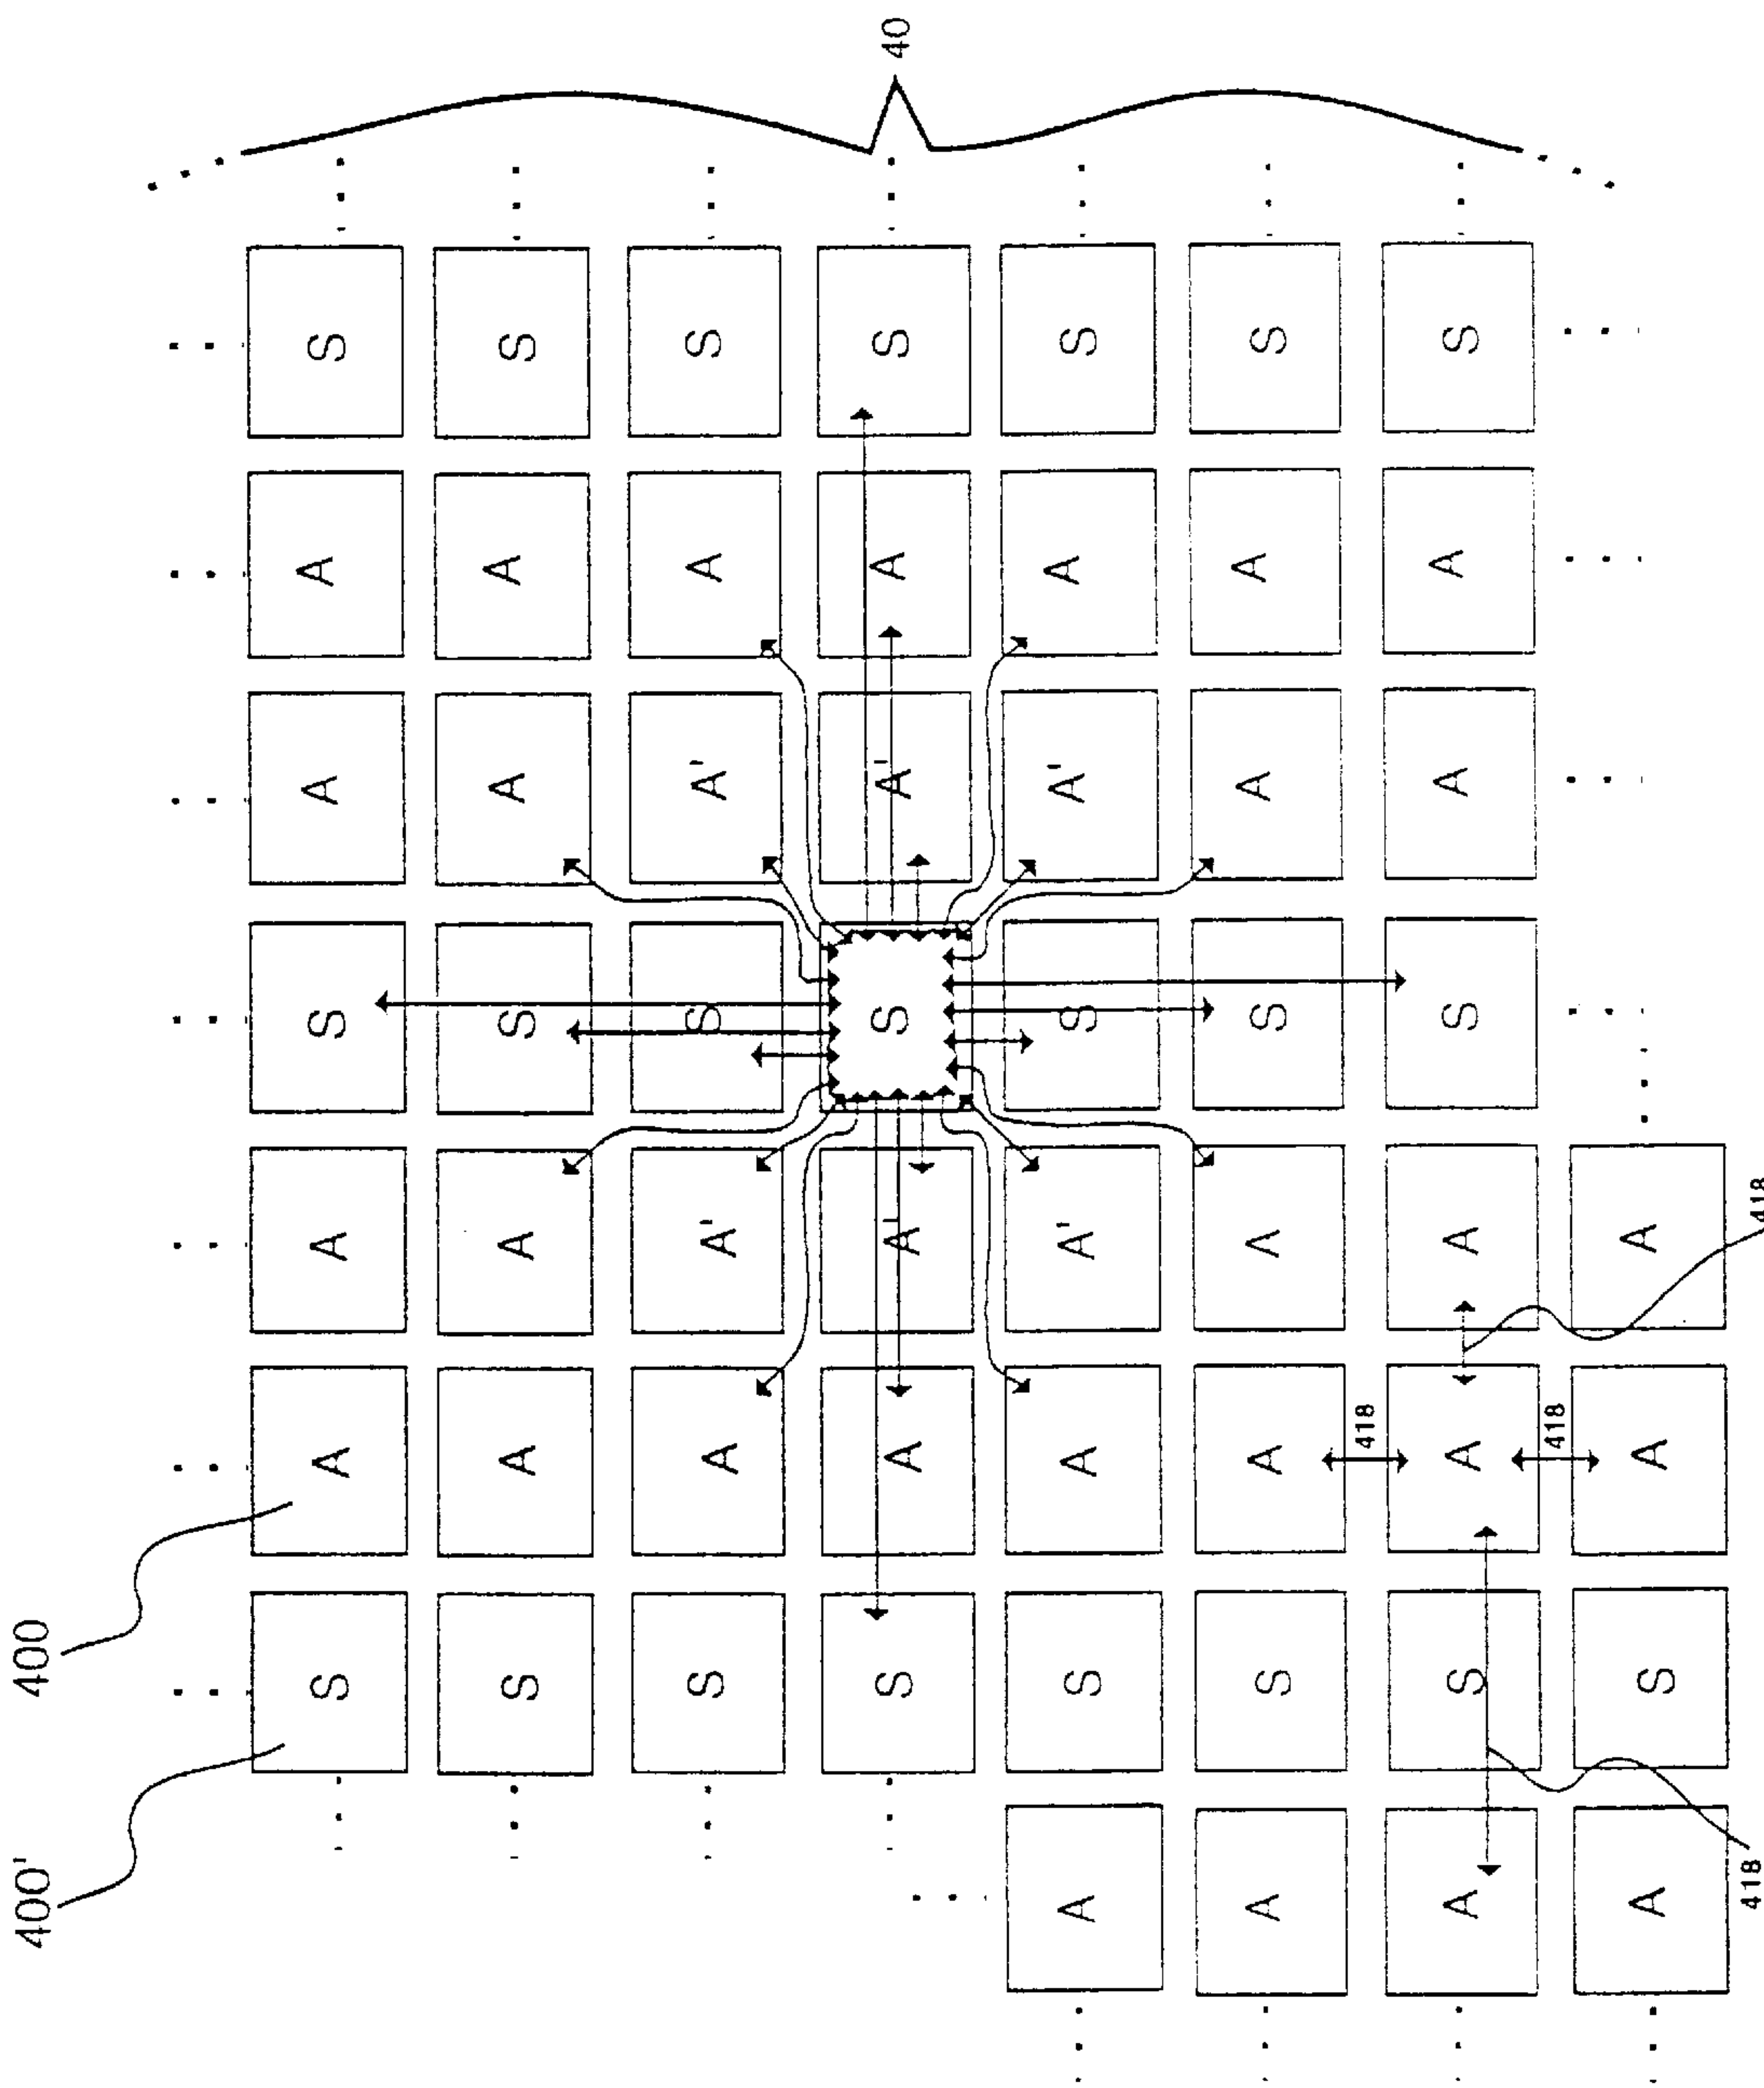 400' 400
S A A S A A S
S A A S A A S
S A A' S A' A S
S A A' S A' A S 40
A S A A' S A' A S
A S A A S A A S
418
A S A A S A A S
418
A S A A
418 418